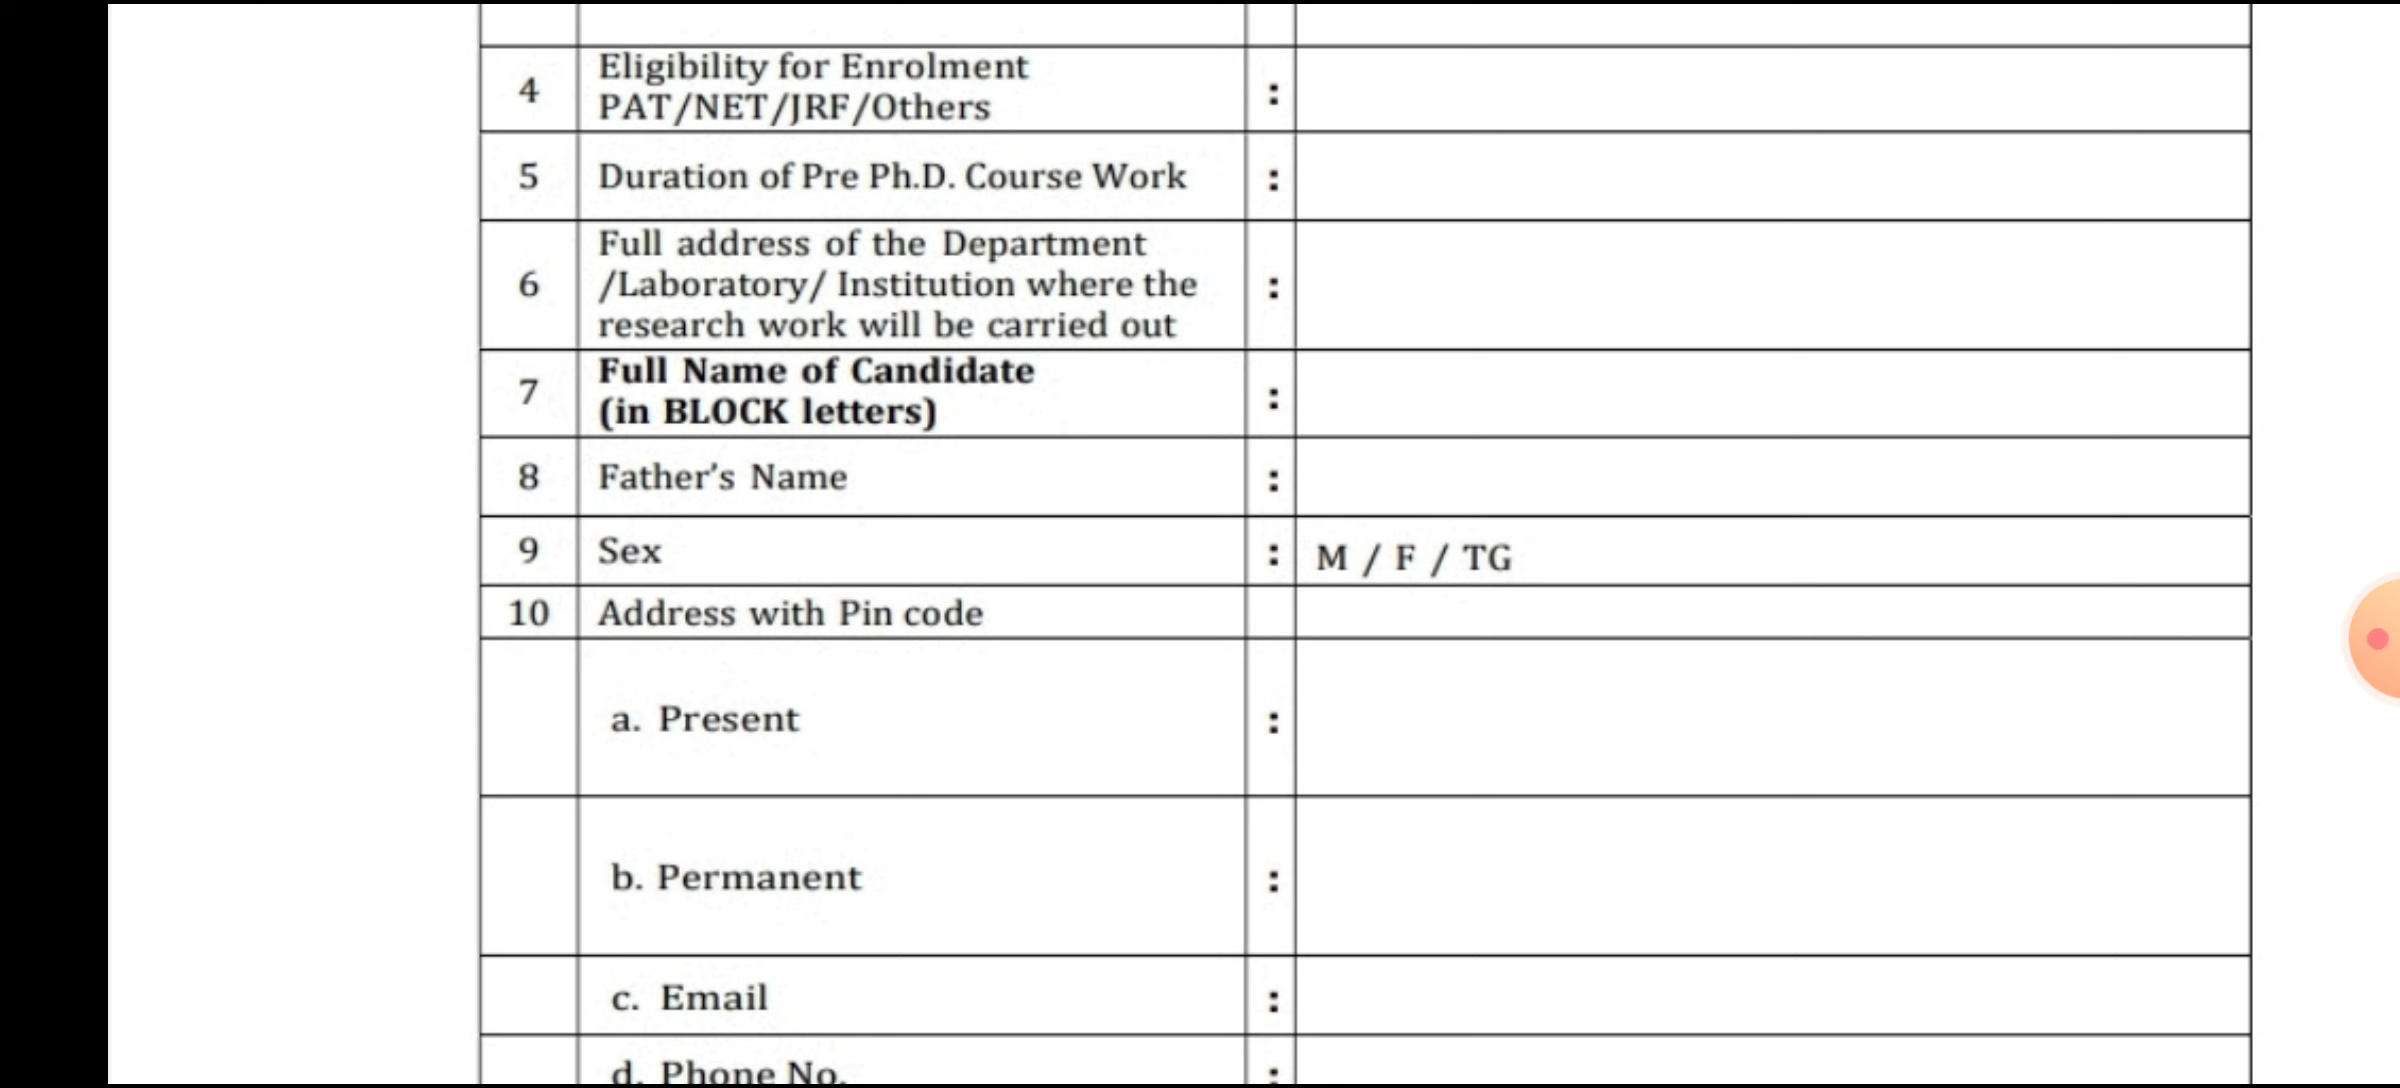 4 Eligibility for Enrolment :
PAT/NET/JRF/Others
5 Duration of Pre Ph.D. Course Work :
6 Full address of the Department :
/Laboratory/ Institution where the
research work will be carried out
7 Full Name of Candidate :
(in BLOCK letters)
8 Father’s Name :
9 Sex : M / F / TG
10 Address with Pin code
a. Present :
b. Permanent :
c. Email :
d. Phone No. :